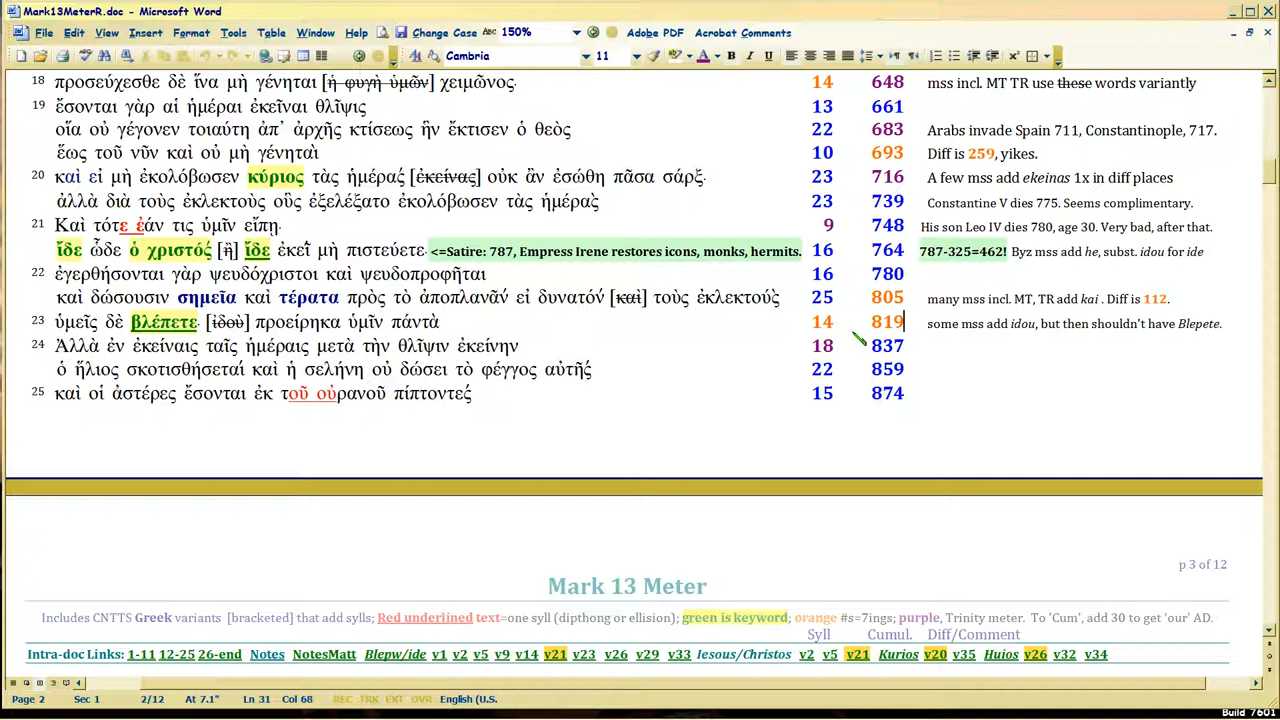 Mark13MeterR.doc - Microsoft Word
File Edit View Insert Format Tools Table Window Help Change Case 150% Adobe PDF Acrobat Comments
Cambria 11 B I U
18 προσεύχεσθε δὲ ἵνα μὴ γένηται [ἡ φυγὴ ὑμῶν] χειμῶνος· 14 648 mss incl. MT TR use these words variantly
19 ἔσονται γὰρ αἱ ἡμέραι ἐκεῖναι θλῖψις 13 661
οἵα οὐ γέγονεν τοιαύτη ἀπ’ ἀρχῆς κτίσεως ἣν ἔκτισεν ὁ θεὸς 22 683 Arabs invade Spain 711, Constantinople, 717.
ἕως τοῦ νῦν καὶ οὐ μὴ γένηται 10 693 Diff is 259, yikes.
20 καὶ εἰ μὴ ἐκολόβωσεν κύριος τὰς ἡμέρας [ἐκείνας] οὐκ ἂν ἐσώθη πᾶσα σάρξ· 23 716 A few mss add ekeinas 1x in diff places
ἀλλὰ διὰ τοὺς ἐκλεκτοὺς οὓς ἐξελέξατο ἐκολόβωσεν τὰς ἡμέρας 23 739 Constantine V dies 775. Seems complimentary.
21 Καὶ τότε ἐάν τις ὑμῖν εἴπῃ· 9 748 His son Leo IV dies 780, age 30. Very bad, after that.
ἴδε ὧδε ὁ χριστός [ἢ] ἴδε ἐκεῖ μὴ πιστεύετε <=Satire: 787, Empress Irene restores icons, monks, hermits. 16 764 787-325=462! Byz mss add he, subst. idou for ide
22 ἐγερθήσονται γὰρ ψευδόχριστοι καὶ ψευδοπροφῆται 16 780
καὶ δώσουσιν σημεῖα καὶ τέρατα πρὸς τὸ ἀποπλανᾶν εἰ δυνατόν [καὶ] τοὺς ἐκλεκτούς 25 805 many mss incl. MT, TR add kai . Diff is 112.
23 ὑμεῖς δὲ βλέπετε [ἰδοὺ] προείρηκα ὑμῖν πάντα 14 819 some mss add idou, but then shouldn't have Blepete.
24 Ἀλλὰ ἐν ἐκείναις ταῖς ἡμέραις μετὰ τὴν θλῖψιν ἐκείνην 18 837
ὁ ἥλιος σκοτισθήσεται καὶ ἡ σελήνη οὐ δώσει τὸ φέγγος αὐτῆς 22 859
25 καὶ οἱ ἀστέρες ἔσονται ἐκ τοῦ οὐρανοῦ πίπτοντες 15 874
p 3 of 12
Mark 13 Meter
Includes CNTTS Greek variants [bracketed] that add sylls; Red underlined text=one syll (dipthong or ellision); green is keyword; orange #s=7ings; purple, Trinity meter. To 'Cum', add 30 to get 'our' AD.
Syll Cumul. Diff/Comment
Intra-doc Links: 1-11 12-25 26-end Notes NotesMatt Blepw/ide v1 v2 v5 v9 v14 v21 v23 v26 v29 v33 Iesous/Christos v2 v5 v21 Kurios v20 v35 Huios v26 v32 v34
Page 2 Sec 1 2/12 At 7.1" Ln 31 Col 68 REC TRK EXT OVR English (U.S.
Build 7601